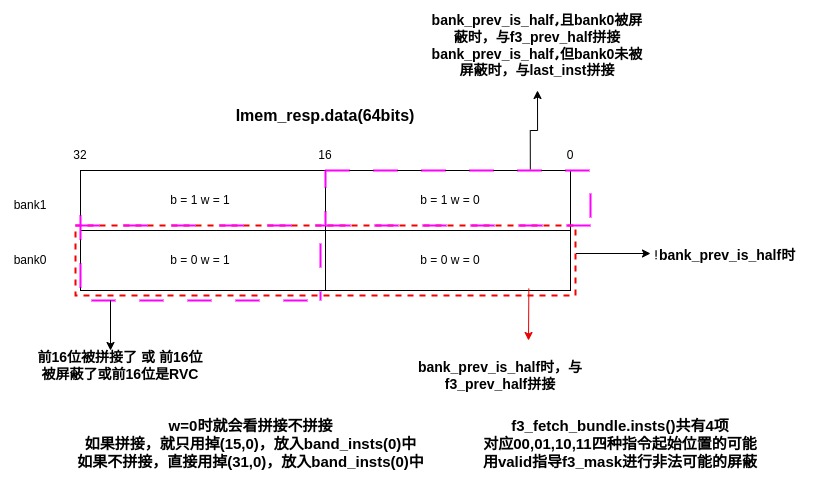 bank_prev_is_half,且bank0被屏
蔽时，与f3_prev_half拼接
bank_prev_is_half,但bank0未被
屏蔽时，与last_inst拼接
Imem_resp.data(64bits)
32
16
0
bank1
b = 1 w = 1
b = 1 w = 0
bank0
b = 0 w = 1
b = 0 w = 0
!bank_prev_is_half时
前16位被拼接了 或 前16位
被屏蔽了或前16位是RVC
bank_prev_is_half时，与
f3_prev_half拼接
w=0时就会看拼接不拼接
如果拼接，就只用掉(15,0)，放入band_insts(0)中
如果不拼接，直接用掉(31,0)，放入band_insts(0)中
f3_fetch_bundle.insts()共有4项
对应00,01,10,11四种指令起始位置的可能
用valid指导f3_mask进行非法可能的屏蔽